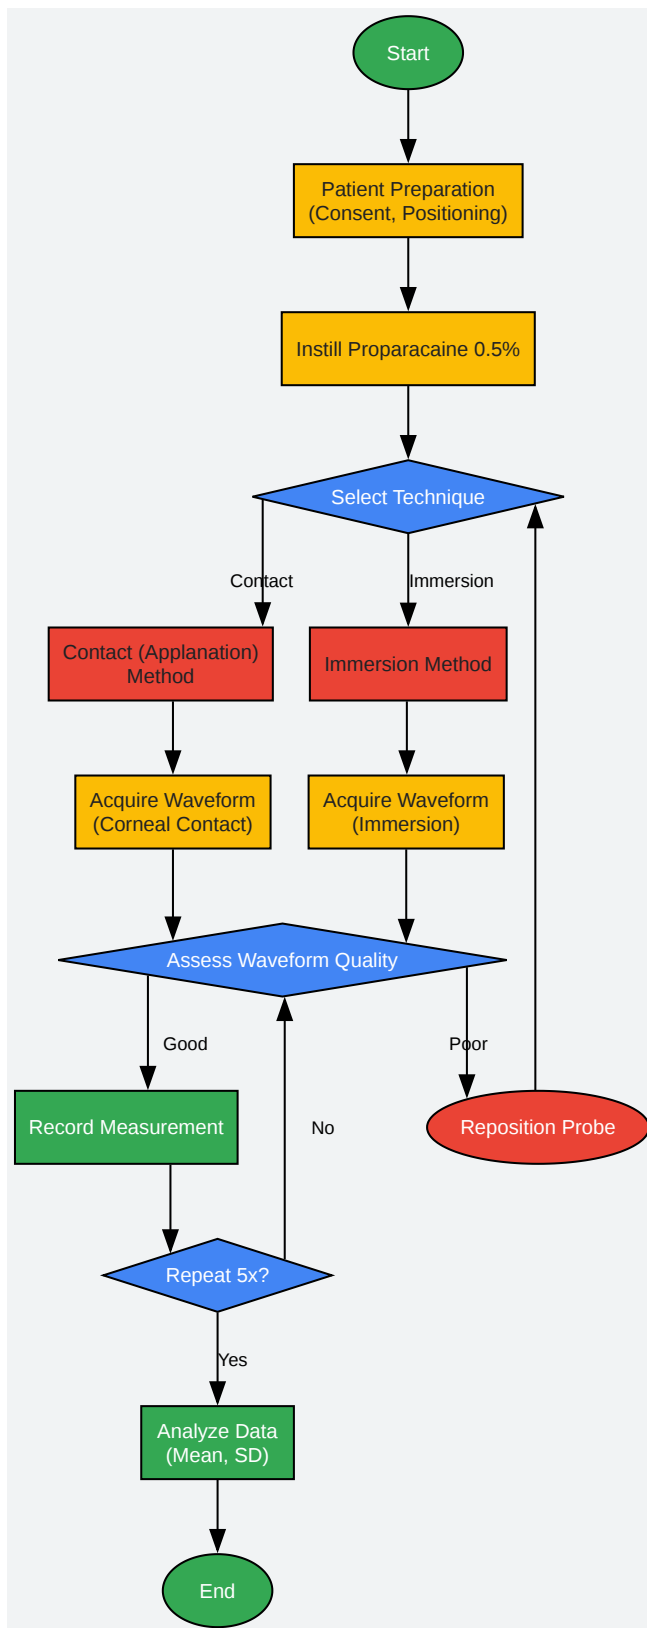 Start
Patient Preparation
(Consent, Positioning)
Instill Proparacaine 0.5%
Select Technique
Contact
Immersion
Contact (Applanation)
Method
Immersion Method
Acquire Waveform
(Corneal Contact)
Acquire Waveform
(Immersion)
Assess Waveform Quality
Good
Poor
Record Measurement
No
Reposition Probe
Repeat 5x?
Yes
Analyze Data
(Mean, SD)
End